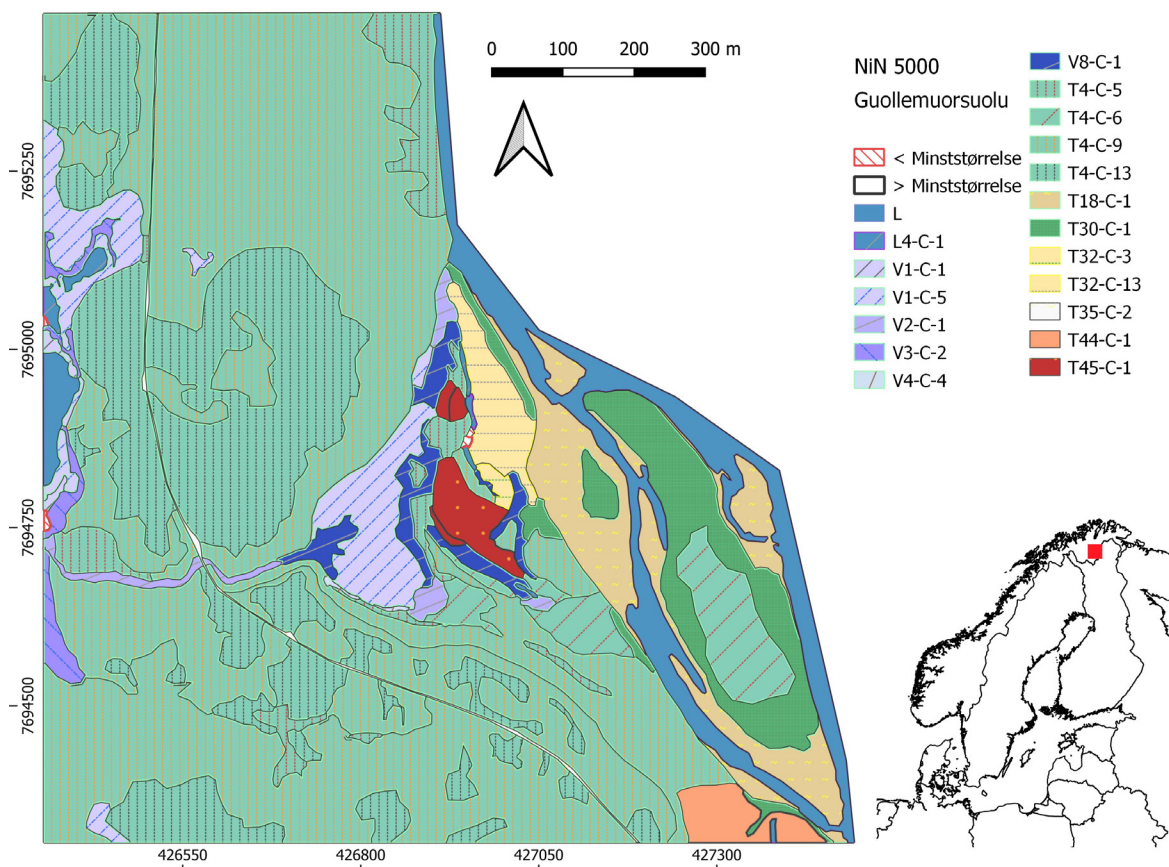 0 100 200 300 m
NiN 5000
Guollemuorsuolu
< Minststørrelse
> Minststørrelse
L
L4-C-1
V1-C-1
V1-C-5
V2-C-1
V3-C-2
V4-C-4
V8-C-1
T4-C-5
T4-C-6
T4-C-9
T4-C-13
T18-C-1
T30-C-1
T32-C-3
T32-C-13
T35-C-2
T44-C-1
T45-C-1
7695250
7695000
7694750
7694500
426550 426800 427050 427300